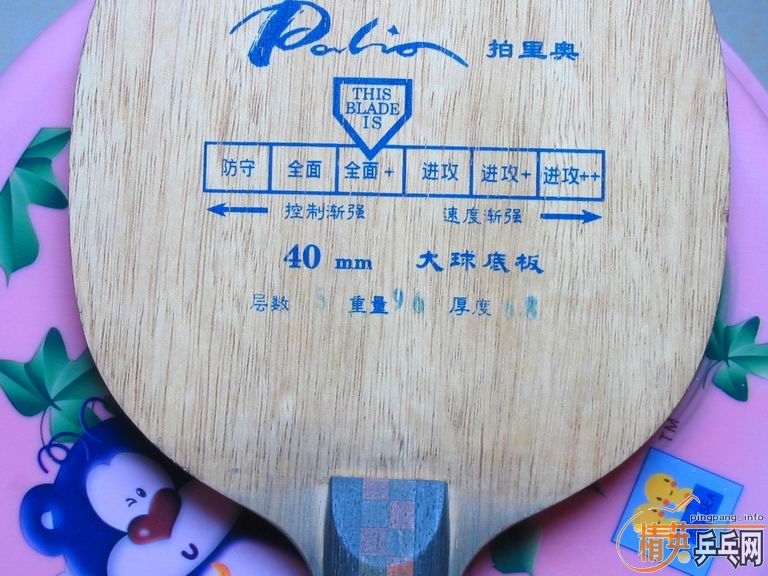 Palio 拍里奥
THIS
BLADE
IS
防守 全面 全面+ 进攻 进攻+ 进攻++
控制渐强 速度渐强
40 mm 大球底板
层数 5 重量 96 厚度 6.8
TM
pingpang.info
精英乒乓网